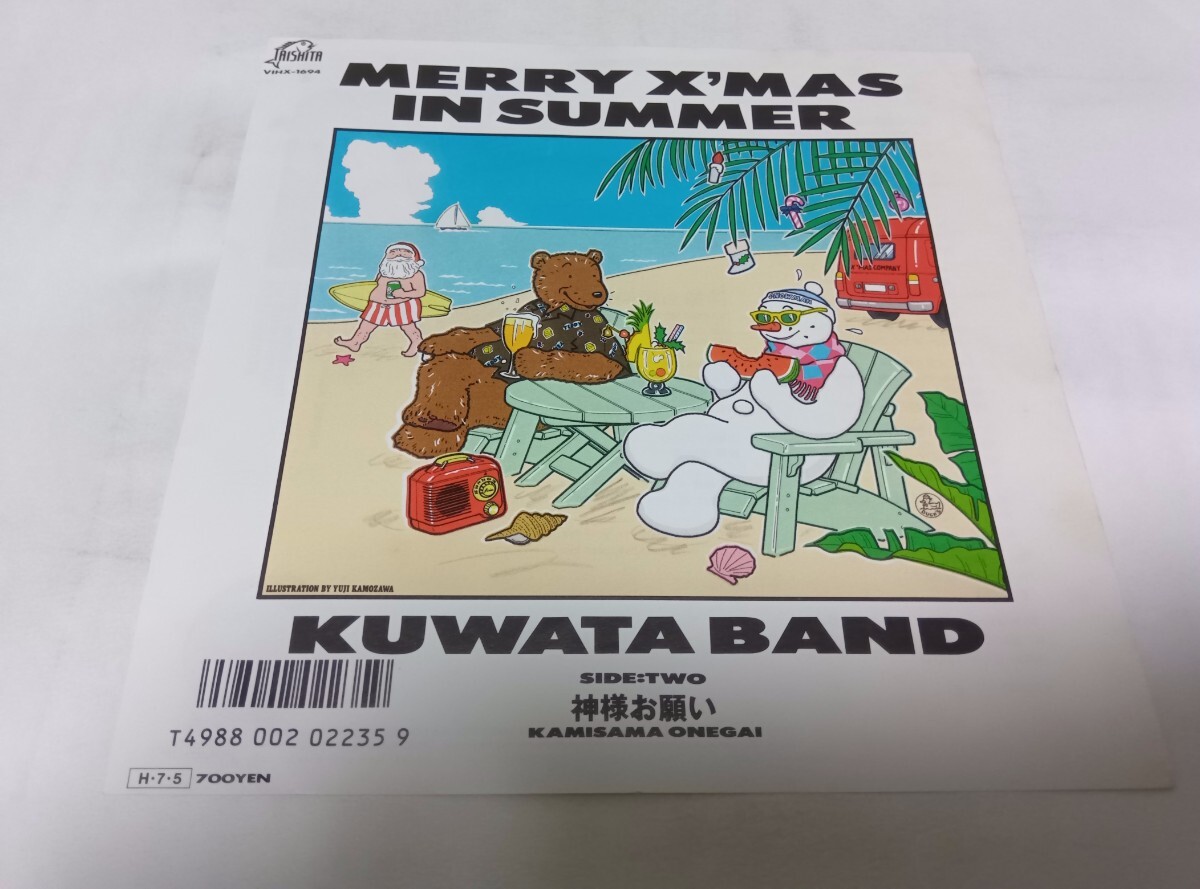 TAISHITA
VIHX-1694
MERRY X'MAS
IN SUMMER
X'MAS COMPANY
ILLUSTRATION BY YUJI KAMOZAWA
KUWATA BAND
SIDE:TWO
神様お願い
KAMISAMA ONEGAI
T4988 002 02235 9
H・7・5 700YEN